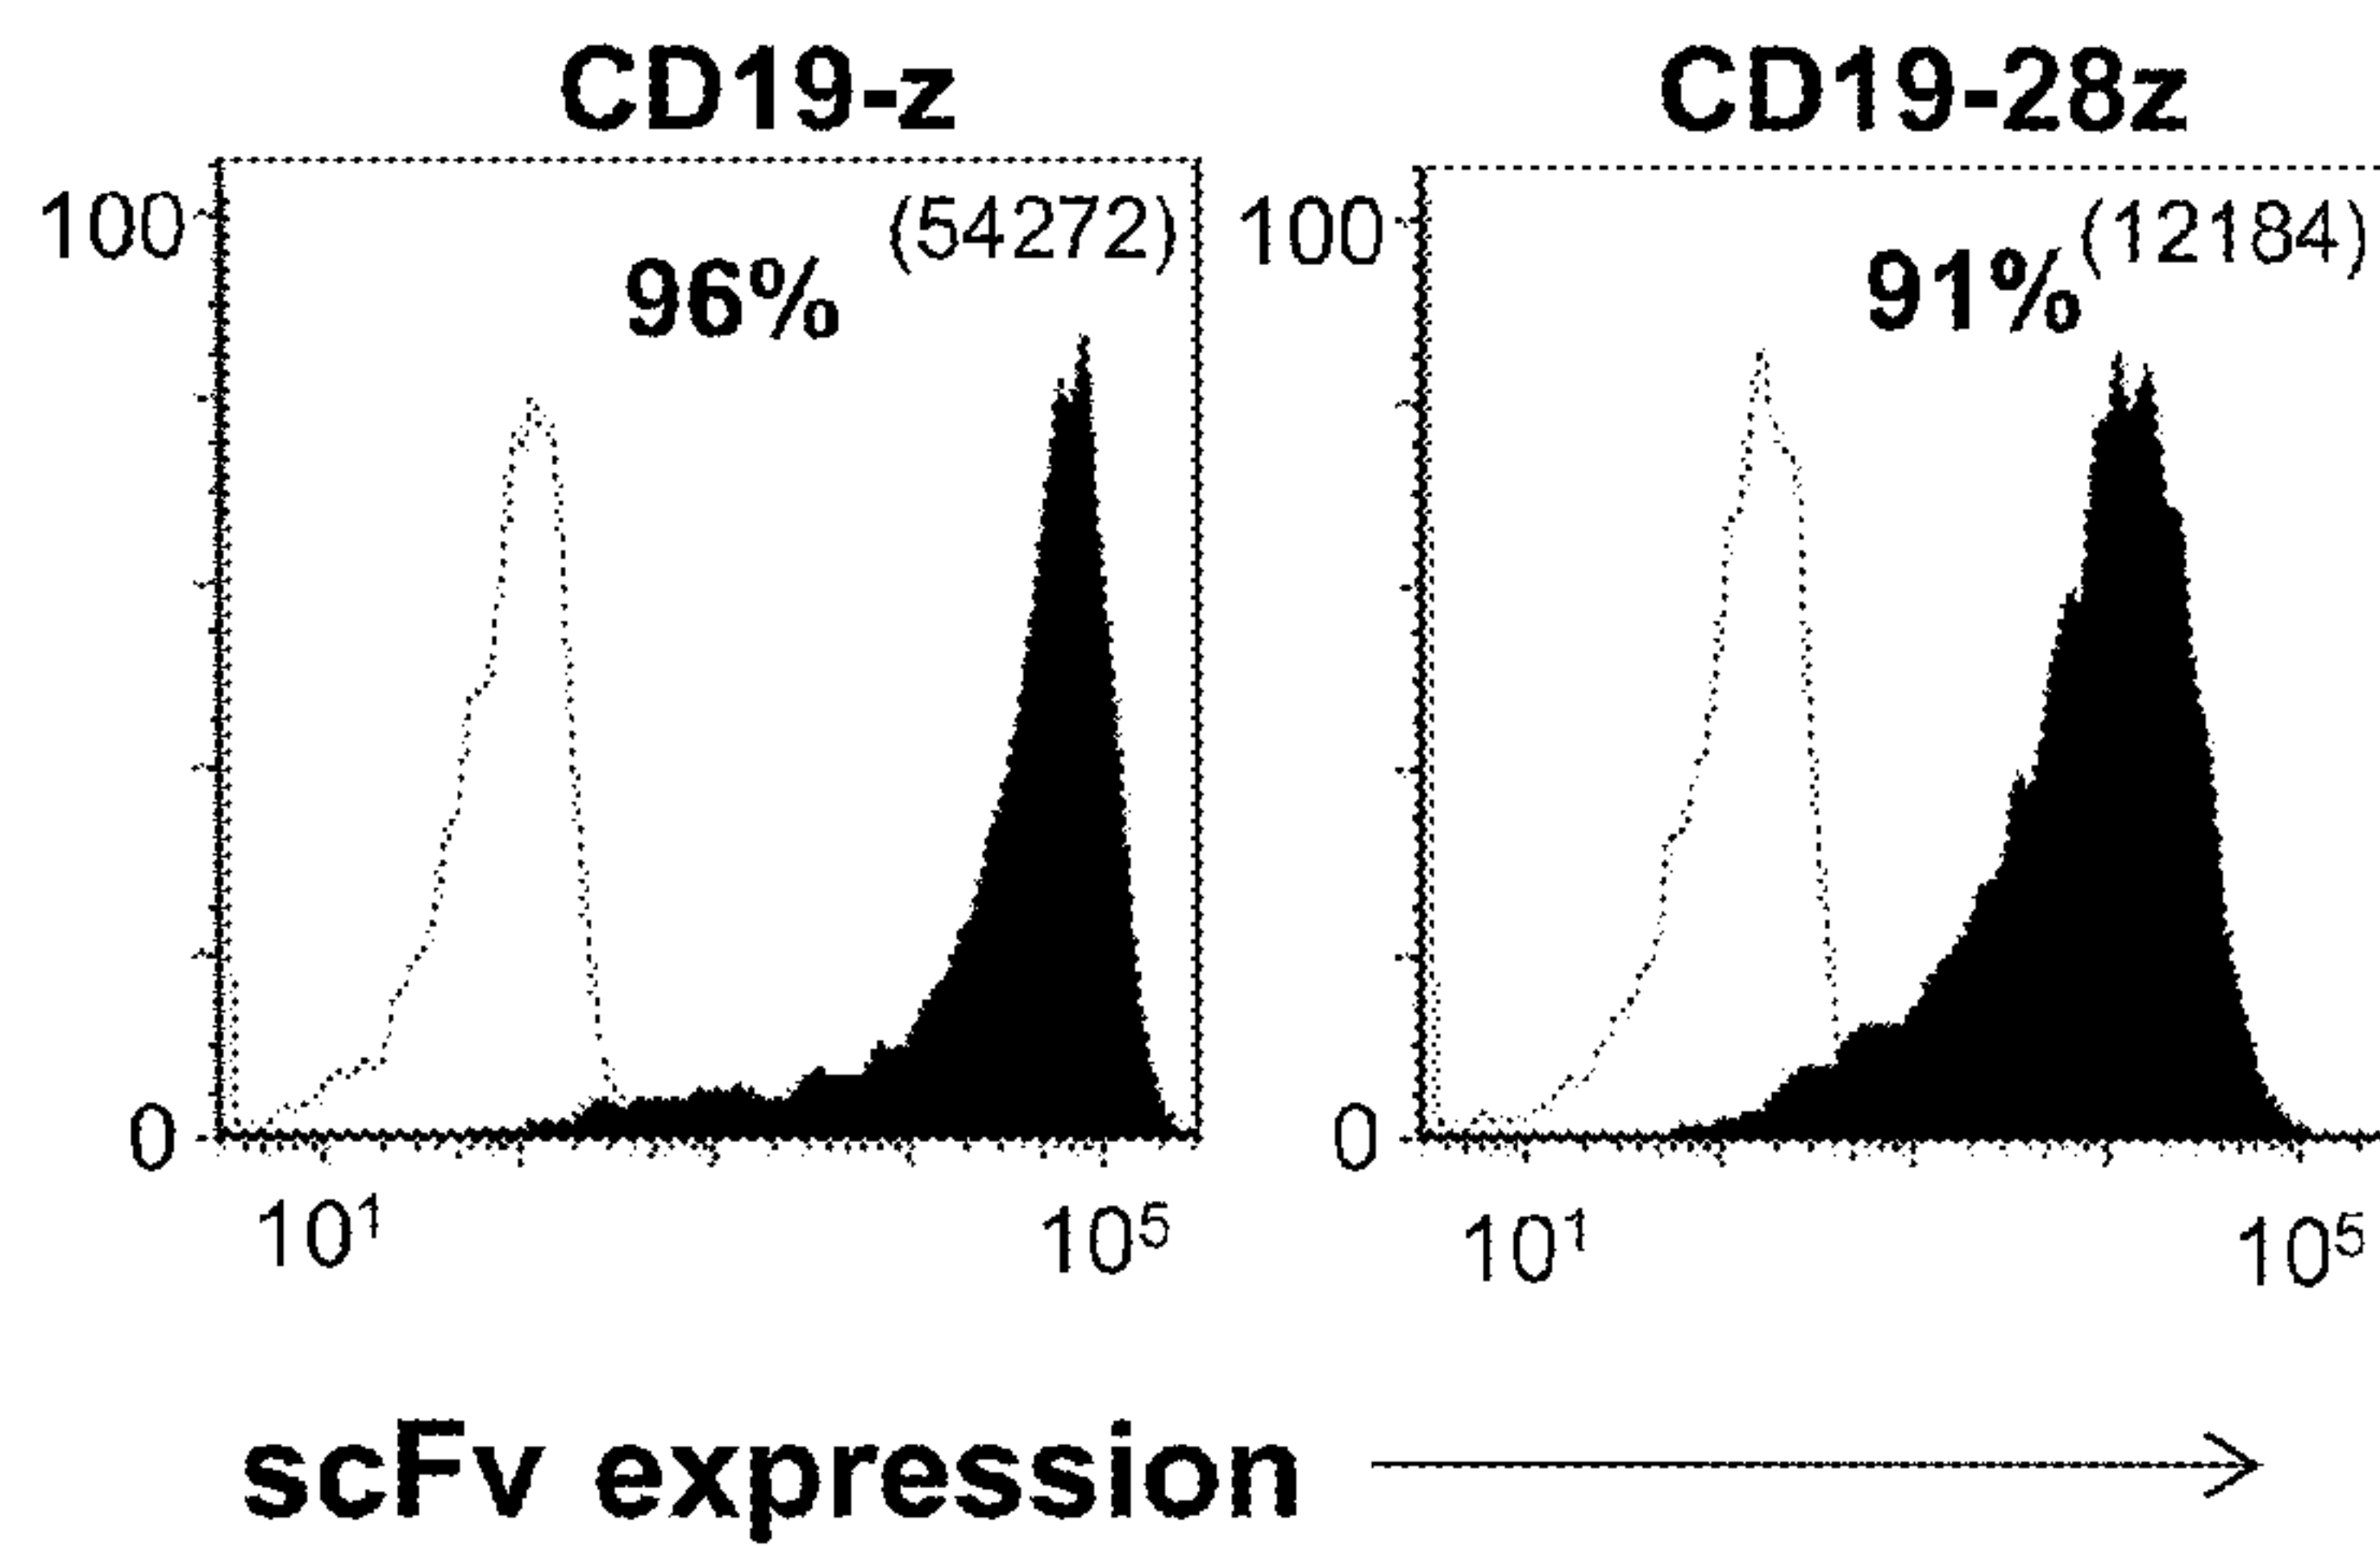 CD19-z CD19-28z
100 (54272) 100 (12184)
96% 91%
0 0
10¹ 10⁵ 10¹ 10⁵
scFv expression